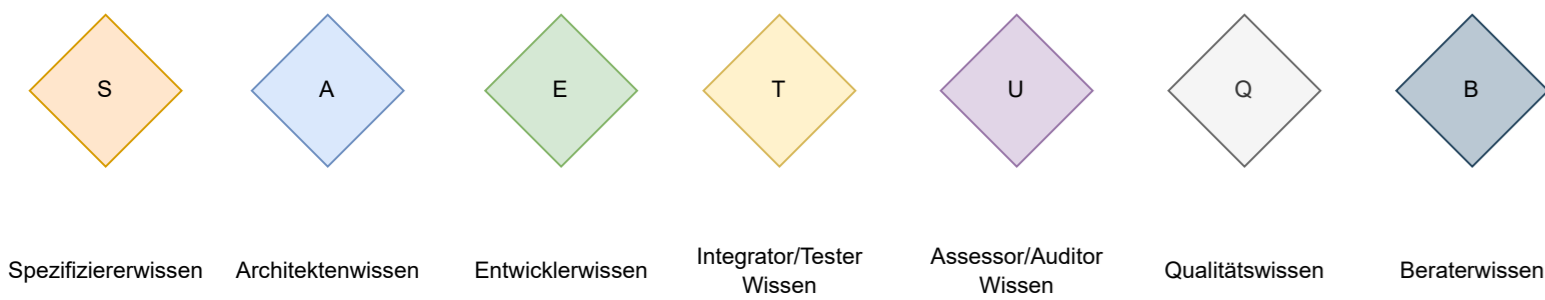 S
A
E
T
U
Q
B
Spezifiziererwissen
Architektenwissen
Entwicklerwissen
Integrator/Tester
Wissen
Assessor/Auditor
Wissen
Qualitätswissen
Beraterwissen